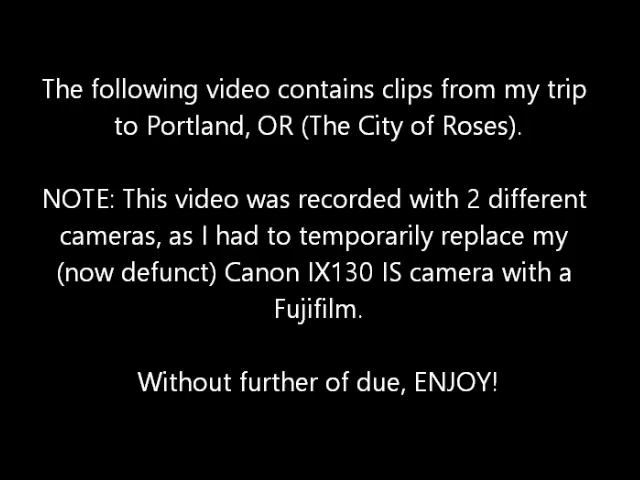 The following video contains clips from my trip
to Portland, OR (The City of Roses).
NOTE: This video was recorded with 2 different
cameras, as I had to temporarily replace my
(now defunct) Canon IX130 IS camera with a
Fujifilm.
Without further of due, ENJOY!